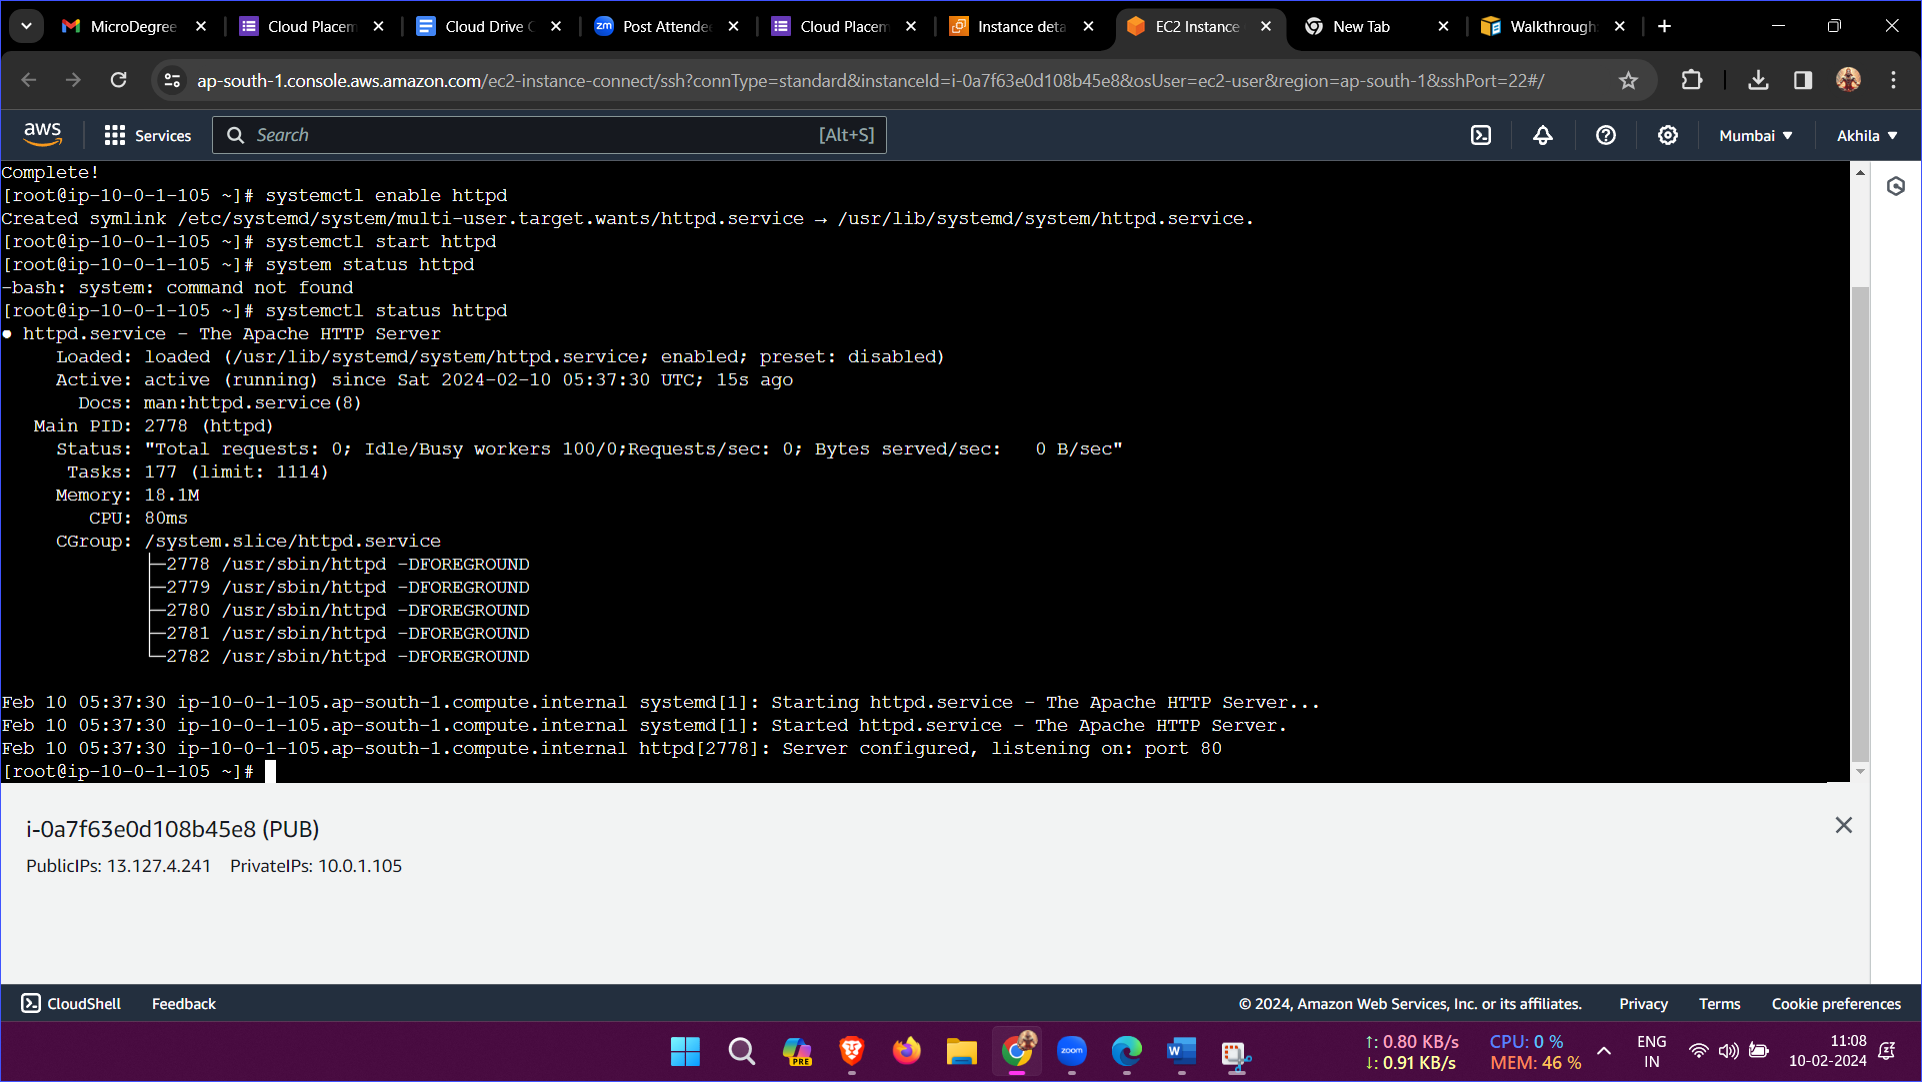 MicroDegree
Cloud Placem
Cloud Drive
zm
Post Attende
Cloud Placem
Instance deta
EC2 Instance
New Tab
Walkthrough
ap-south-1.console.aws.amazon.com/ec2-instance-connect/ssh?connType=standard&instanceId=i-0a7f63e0d108b45e8&osUser=ec2-user&region=ap-south-1&sshPort=22#/
aws
Services
Search
[Alt+S]
Mumbai
Akhila
Complete!
[root@ip-10-0-1-105 ~]# systemctl enable httpd
Created symlink /etc/systemd/system/multi-user.target.wants/httpd.service → /usr/lib/systemd/system/httpd.service.
[root@ip-10-0-1-105 ~]# systemctl start httpd
[root@ip-10-0-1-105 ~]# system status httpd
-bash: system: command not found
[root@ip-10-0-1-105 ~]# systemctl status httpd
● httpd.service - The Apache HTTP Server
Loaded: loaded (/usr/lib/systemd/system/httpd.service; enabled; preset: disabled)
Active: active (running) since Sat 2024-02-10 05:37:30 UTC; 15s ago
Docs: man:httpd.service(8)
Main PID: 2778 (httpd)
Status: "Total requests: 0; Idle/Busy workers 100/0;Requests/sec: 0; Bytes served/sec:   0 B/sec"
Tasks: 177 (limit: 1114)
Memory: 18.1M
CPU: 80ms
CGroup: /system.slice/httpd.service
├─2778 /usr/sbin/httpd -DFOREGROUND
├─2779 /usr/sbin/httpd -DFOREGROUND
├─2780 /usr/sbin/httpd -DFOREGROUND
├─2781 /usr/sbin/httpd -DFOREGROUND
└─2782 /usr/sbin/httpd -DFOREGROUND
Feb 10 05:37:30 ip-10-0-1-105.ap-south-1.compute.internal systemd[1]: Starting httpd.service - The Apache HTTP Server...
Feb 10 05:37:30 ip-10-0-1-105.ap-south-1.compute.internal systemd[1]: Started httpd.service - The Apache HTTP Server.
Feb 10 05:37:30 ip-10-0-1-105.ap-south-1.compute.internal httpd[2778]: Server configured, listening on: port 80
[root@ip-10-0-1-105 ~]#
i-0a7f63e0d108b45e8 (PUB)
PublicIPs: 13.127.4.241 PrivateIPs: 10.0.1.105
CloudShell
Feedback
© 2024, Amazon Web Services, Inc. or its affiliates.
Privacy
Terms
Cookie preferences
PRE
zoom
W
↑: 0.80 KB/s
↓: 0.91 KB/s
CPU: 0 %
MEM: 46 %
ENG
IN
11:08
10-02-2024